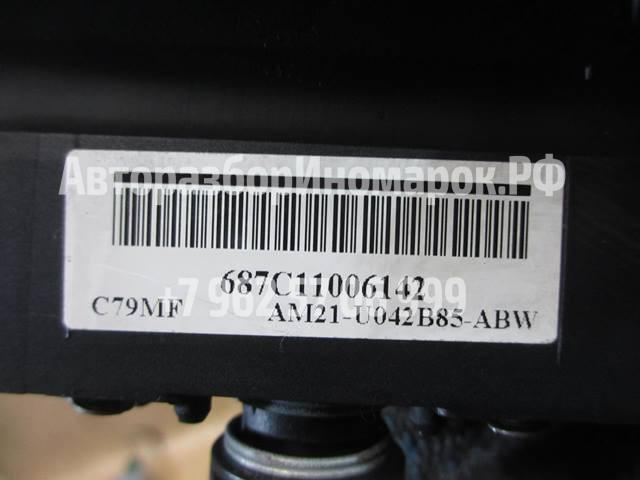 АвторазборИномарок.РФ
687C11006142
C79MF AM21-U042B85-ABW